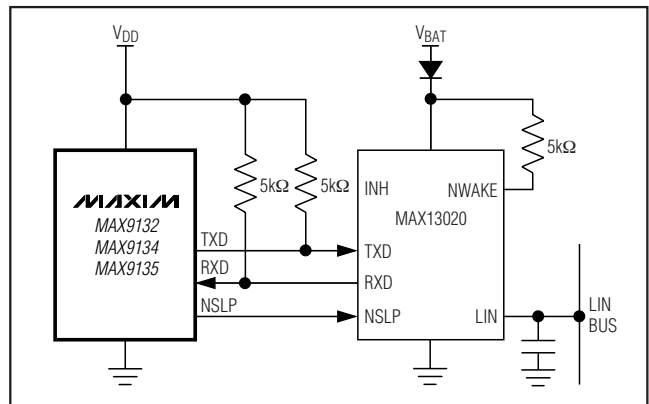 VDD
VBAT
5kΩ
5kΩ
5kΩ
MAXIM
MAX9132
MAX9134
MAX9135
TXD
RXD
NSLP
INH
NWAKE
MAX13020
TXD
RXD
NSLP
LIN
LIN
BUS